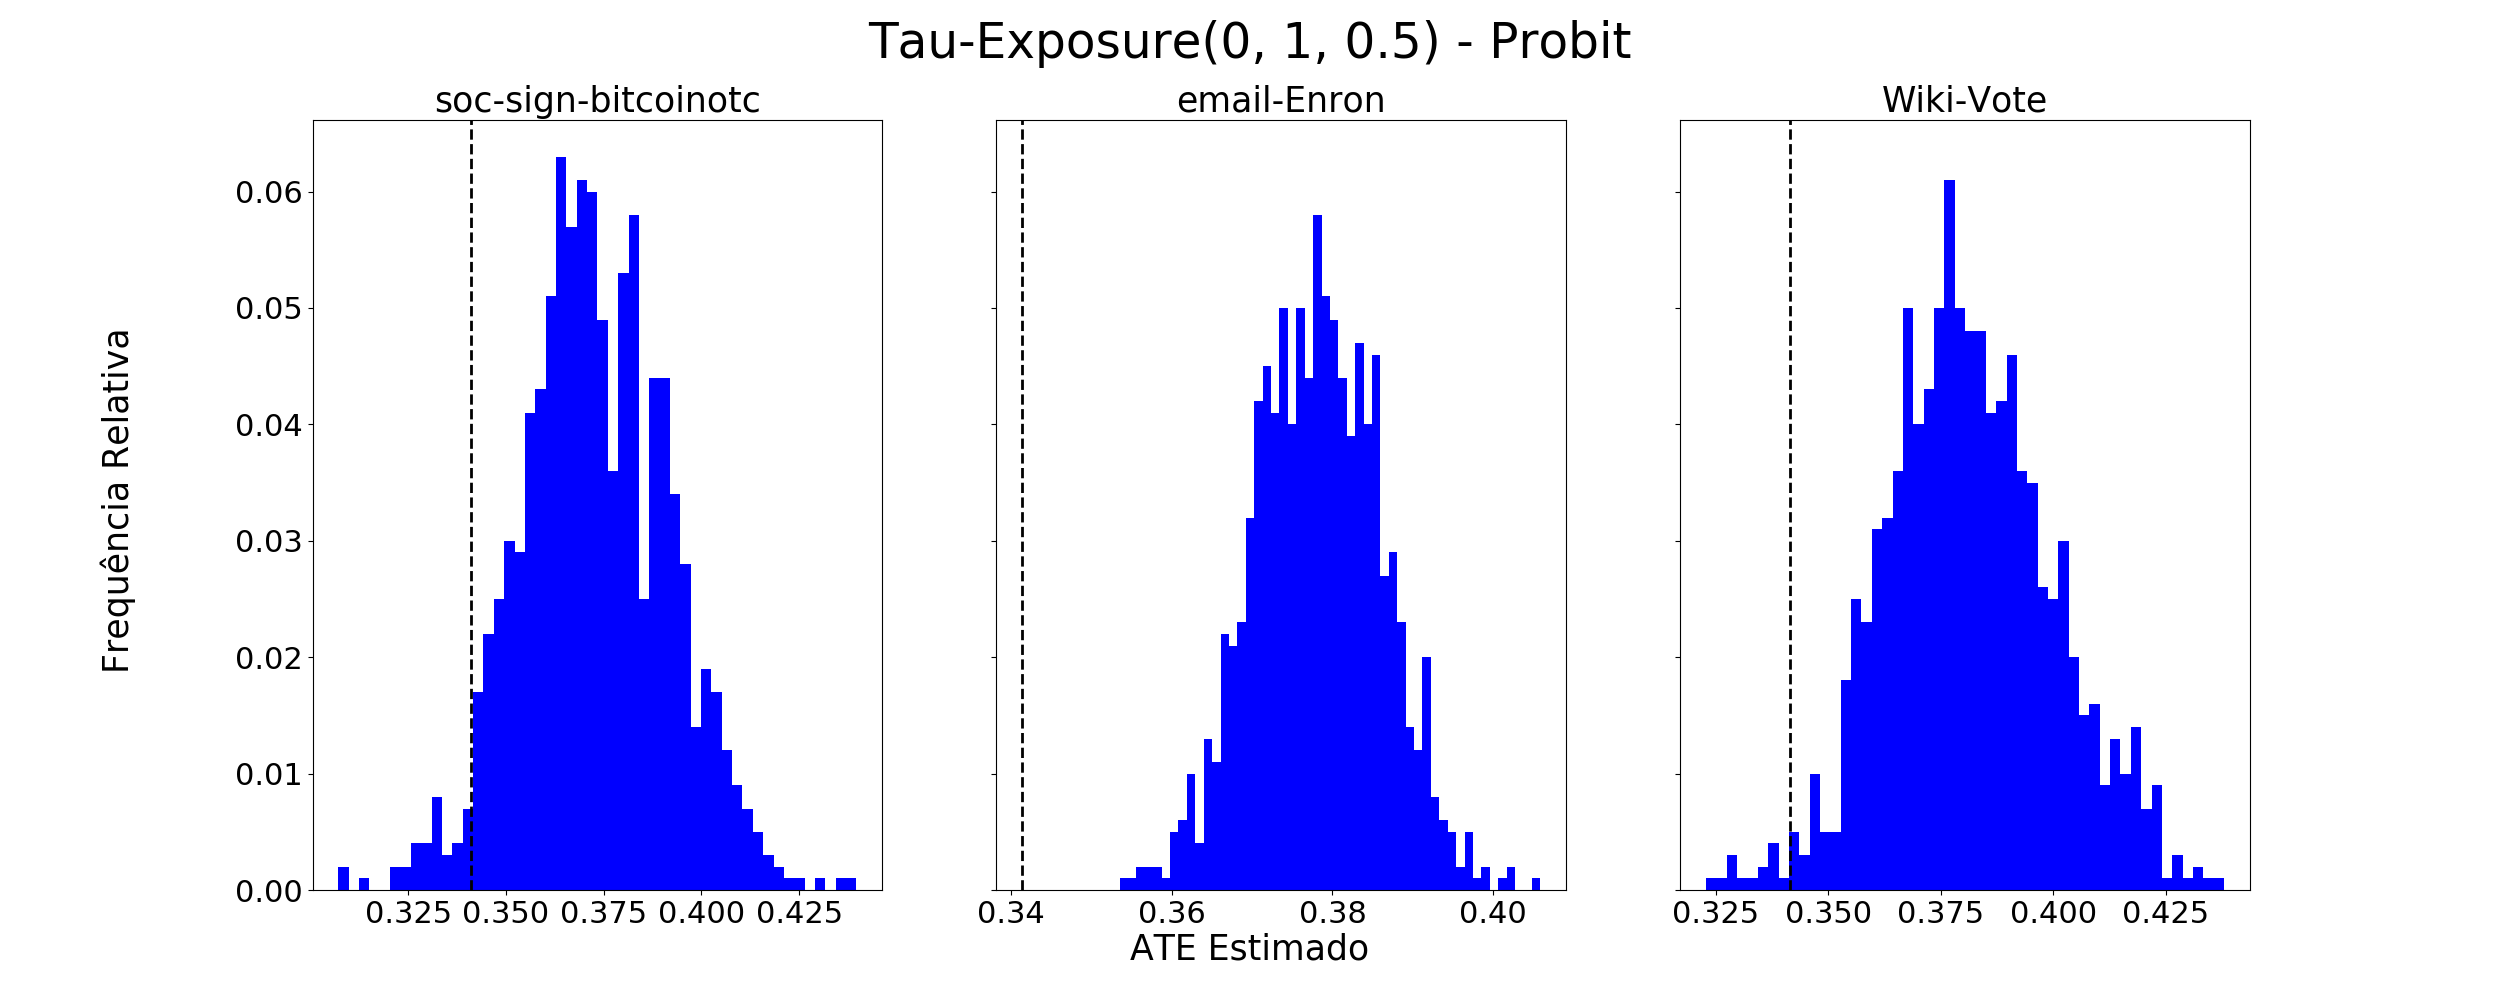 Tau-Exposure(0, 1, 0.5) - Probit
soc-sign-bitcoinotc
email-Enron
Wiki-Vote
Frequência Relativa
0.06
0.05
0.04
0.03
0.02
0.01
0.00
0.325 0.350 0.375 0.400 0.425
0.34 0.36 0.38 0.40
0.325 0.350 0.375 0.400 0.425
ATE Estimado